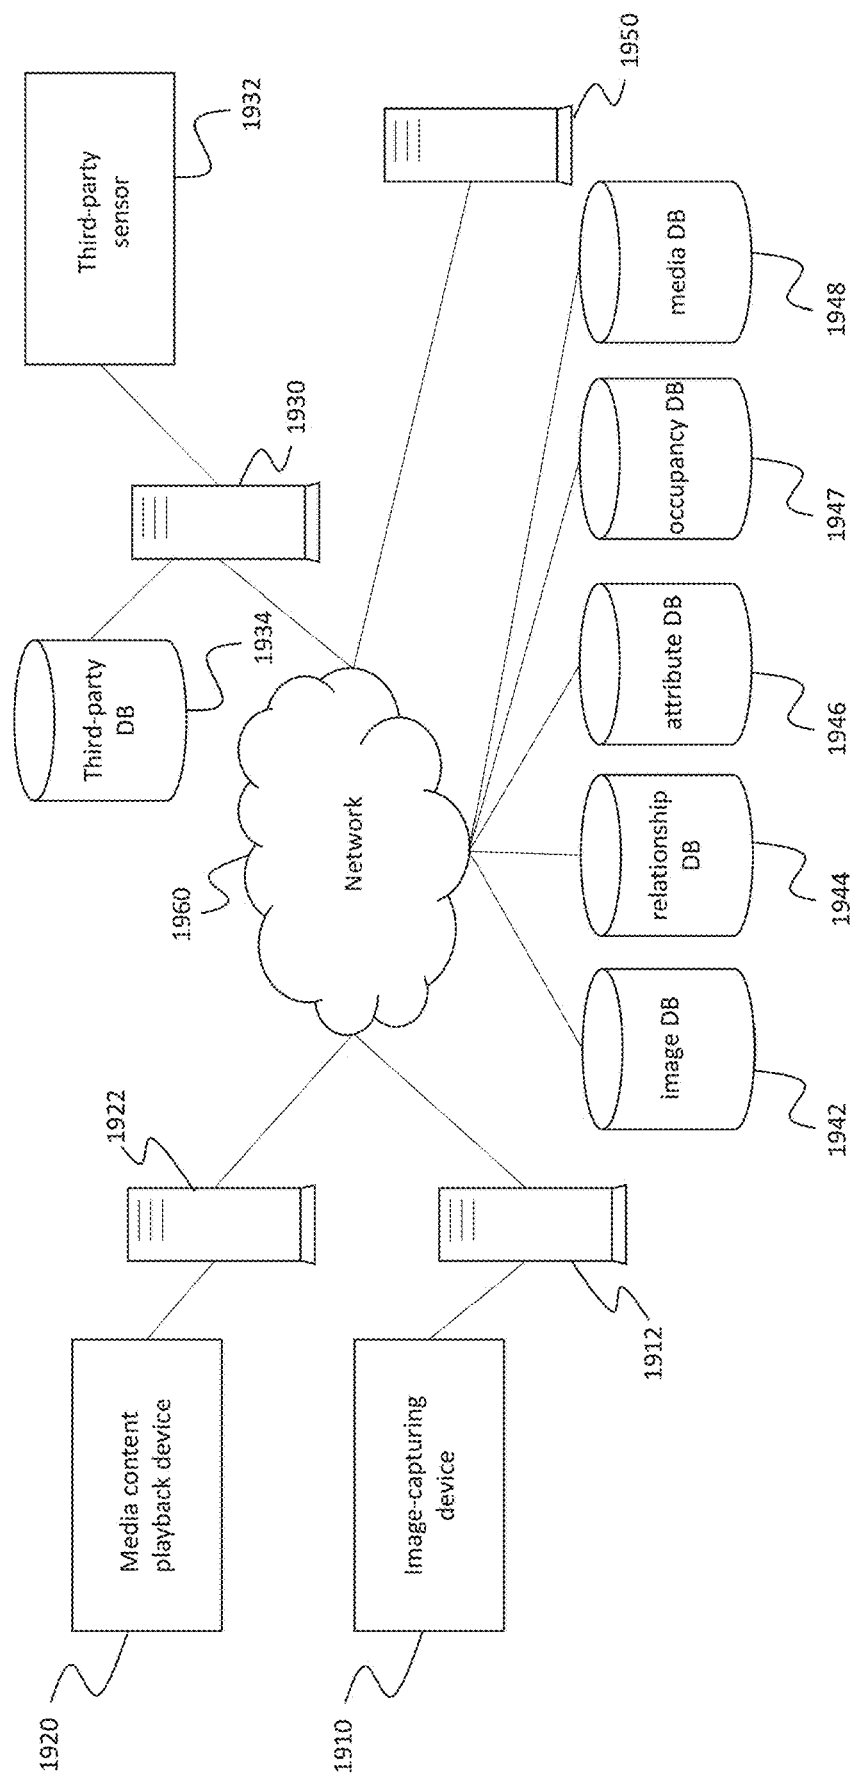 1920
Media content
playback device
1922
1960
Third-party
DB
1934
1930
Third-party
sensor
1932
1910
Image-capturing
device
1912
Network
1950
image DB
1942
relationship
DB
1944
attribute DB
1946
occupancy DB
1947
media DB
1948